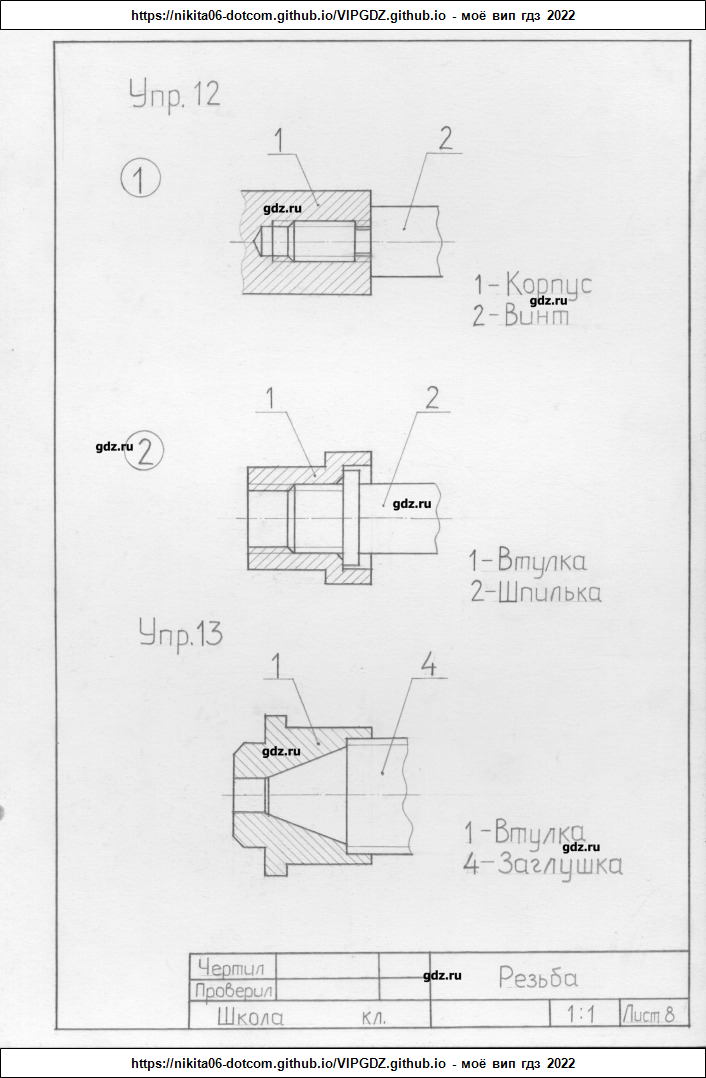 https://nikita06-dotcom.github.io/VIPGDZ.github.io - моё вип гдз 2022
Упр.12
1 2
1
gdz.ru
1-Корпус
gdz.ru
2-Винт
1 2
gdz.ru
2
gdz.ru
1-Втулка
2-Шпилька
Упр.13
1 4
gdz.ru
1-Втулка
gdz.ru
4-Заглушка
Чертил
gdz.ru
Резьба
Проверил
Школа кл. 1:1 Лист 8
https://nikita06-dotcom.github.io/VIPGDZ.github.io - моё вип гдз 2022